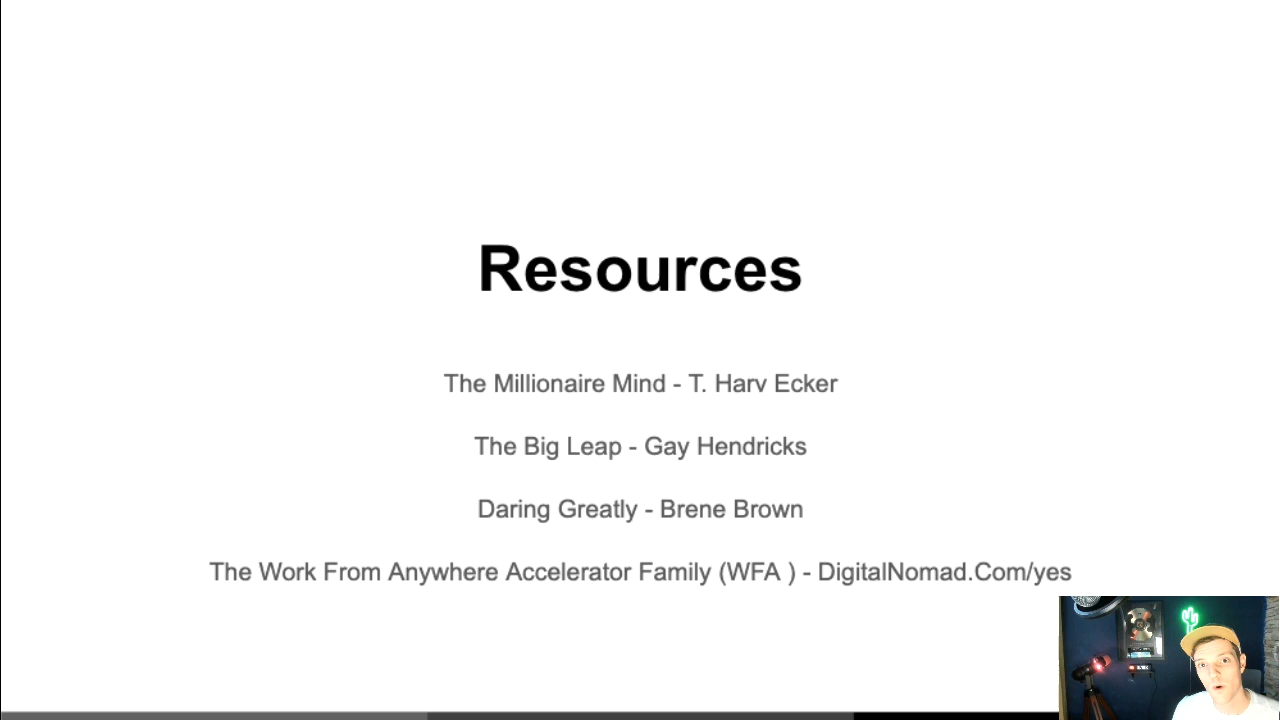 Resources
The Millionaire Mind - T. Harv Ecker
The Big Leap - Gay Hendricks
Daring Greatly - Brene Brown
The Work From Anywhere Accelerator Family (WFA ) - DigitalNomad.Com/yes